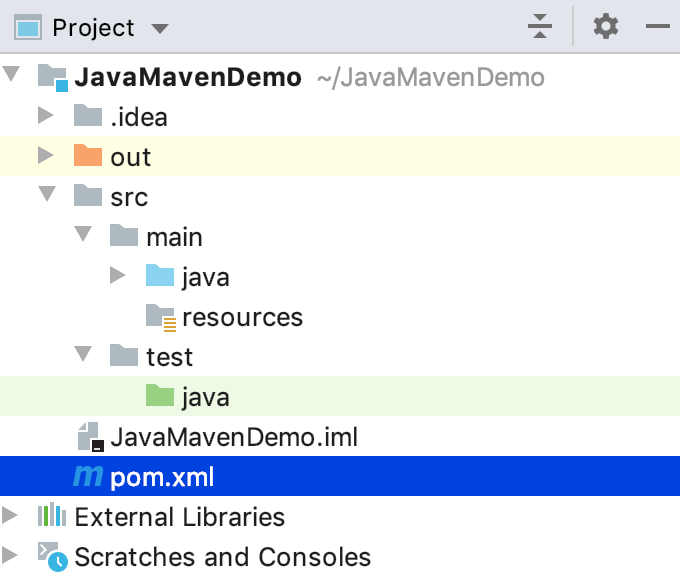 Project
JavaMavenDemo ~/JavaMavenDemo
.idea
out
src
main
java
resources
test
java
JavaMavenDemo.iml
m pom.xml
External Libraries
Scratches and Consoles